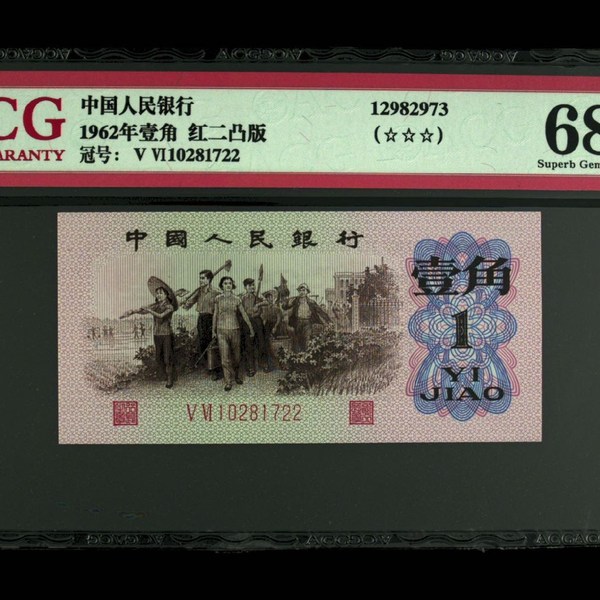 CG
ARANTY
中国人民银行
1962年壹角 红二凸版
冠号: V Ⅵ10281722
12982973
(☆☆☆)
68
Superb Gem
中國人民銀行
壹角
1
YI
JIAO
V Ⅵ 10281722